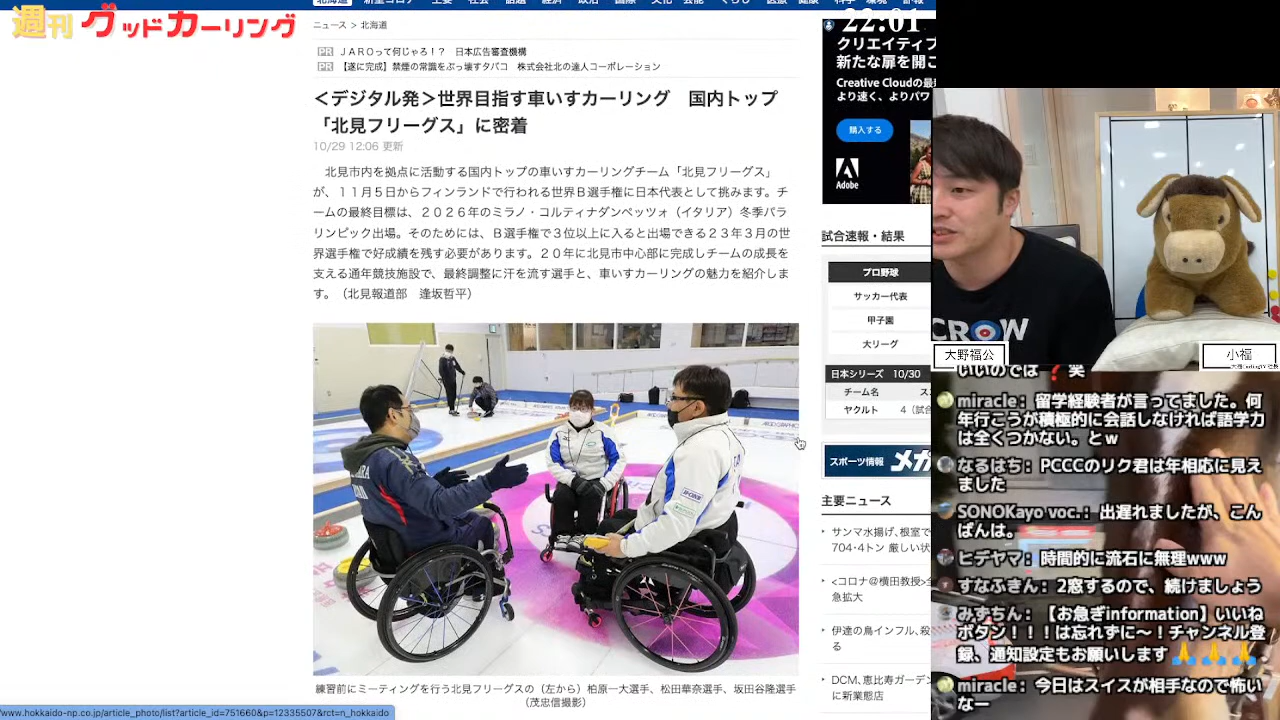 週刊 グッドカーリング
22:01
ニュース > 北海道
PR ＪＡＲＯって何じゃろ！？　日本広告審査機構
PR 【遂に完成】禁煙の常識をぶっ壊すタバコ　株式会社北の達人コーポレーション
＜デジタル発＞世界目指す車いすカーリング　国内トップ
「北見フリーグス」に密着
10/29 12:06 更新
北見市内を拠点に活動する国内トップの車いすカーリングチーム「北見フリーグス」
が、１１月５日からフィンランドで行われる世界Ｂ選手権に日本代表として挑みます。チ
ームの最終目標は、２０２６年のミラノ・コルティナダンペッツォ（イタリア）冬季パラ
リンピック出場。そのためには、Ｂ選手権で３位以上に入ると出場できる２３年３月の世
界選手権で好成績を残す必要があります。２０年に北見市中心部に完成しチームの成長を
支える通年競技施設で、最終調整に汗を流す選手と、車いすカーリングの魅力を紹介しま
す。（北見報道部　逢坂哲平）
練習前にミーティングを行う北見フリーグスの（左から）柏原一大選手、松田華奈選手、坂田谷隆選手
（茂忠信撮影）
www.hokkaido-np.co.jp/article_photo/list?article_id=751660&p=12335507&rct=n_hokkaido
クリエイティブ
新たな扉を開こ
Creative Cloudの最
より速く、よりパワ
購入する
Adobe
試合速報・結果
プロ野球
サッカー代表
甲子園
大リーグ
日本シリーズ　10/30
チーム名　ス
ヤクルト　4（試合
スポーツ情報　メガ
主要ニュース
サンマ水揚げ､根室で
704･4トン 厳しい状
<コロナ＠横田教授>全
急拡大
伊達の鳥インフル､殺
る
DCM､恵比寿ガーデン
に新業態店
CROW
大野福公
小福
いいのでは❓笑
miracle：留学経験者が言ってました。何
年行こうが積極的に会話しなければ語学力
は全くつかない。とｗ
なるはち：PCCCのリク君は年相応に見え
ました
SONOKayo voc.：出遅れましたが、こん
ばんは。
ヒデヤマ：時間的に流石に無理www
すなふきん：2窓するので、続けましょう
みずちん：【お急ぎinformation】いいね
ボタン！！！は忘れずに〜！チャンネル登
録、通知設定もお願いします🙏🙏🙏
miracle：今日はスイスが相手なので怖い
なー